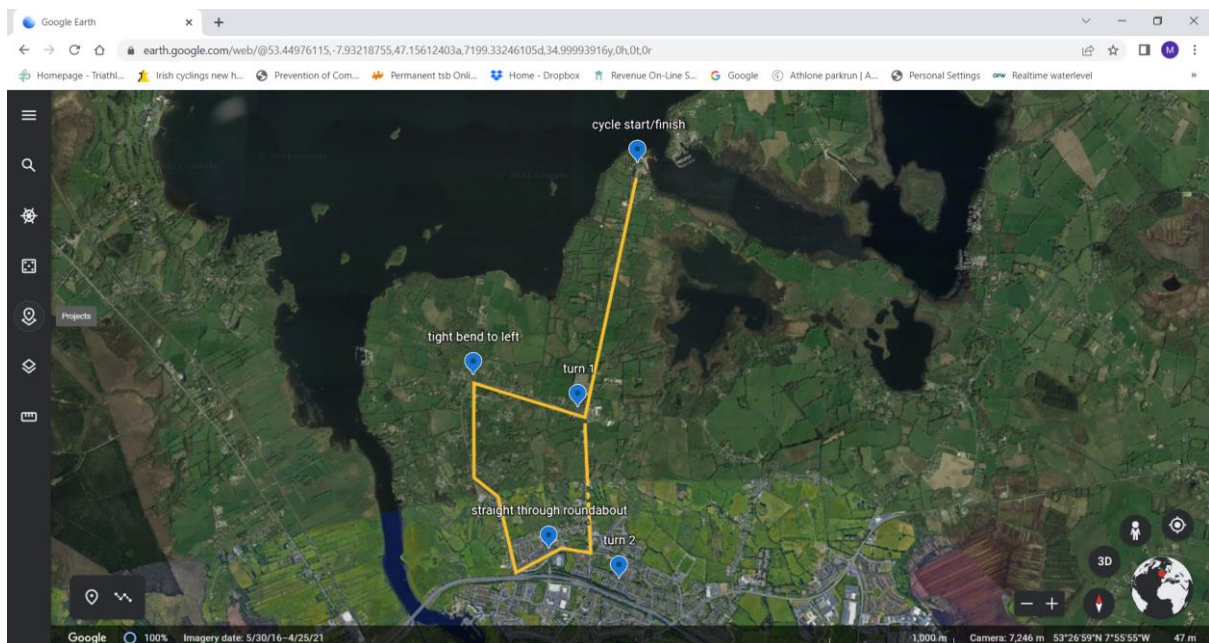 Google Earth
earth.google.com/web/@53.44976115,-7.93218755,47.15612403a,7199.33246105d,34.99993916y,0h,0t,0r
M
Homepage - Triathl... Irish cyclings new h... Prevention of Com... Permanent tsb Onli... Home - Dropbox Revenue On-Line S... Google Athlone parkrun | A... Personal Settings OPW Realtime waterlevel »
cycle start/finish
Projects
tight bend to left
turn 1
straight through roundabout
turn 2
3D
Google 100% Imagery date: 5/30/16–4/25/21 1,000 m Camera: 7,246 m 53°26'59"N 7°55'55"W 47 m